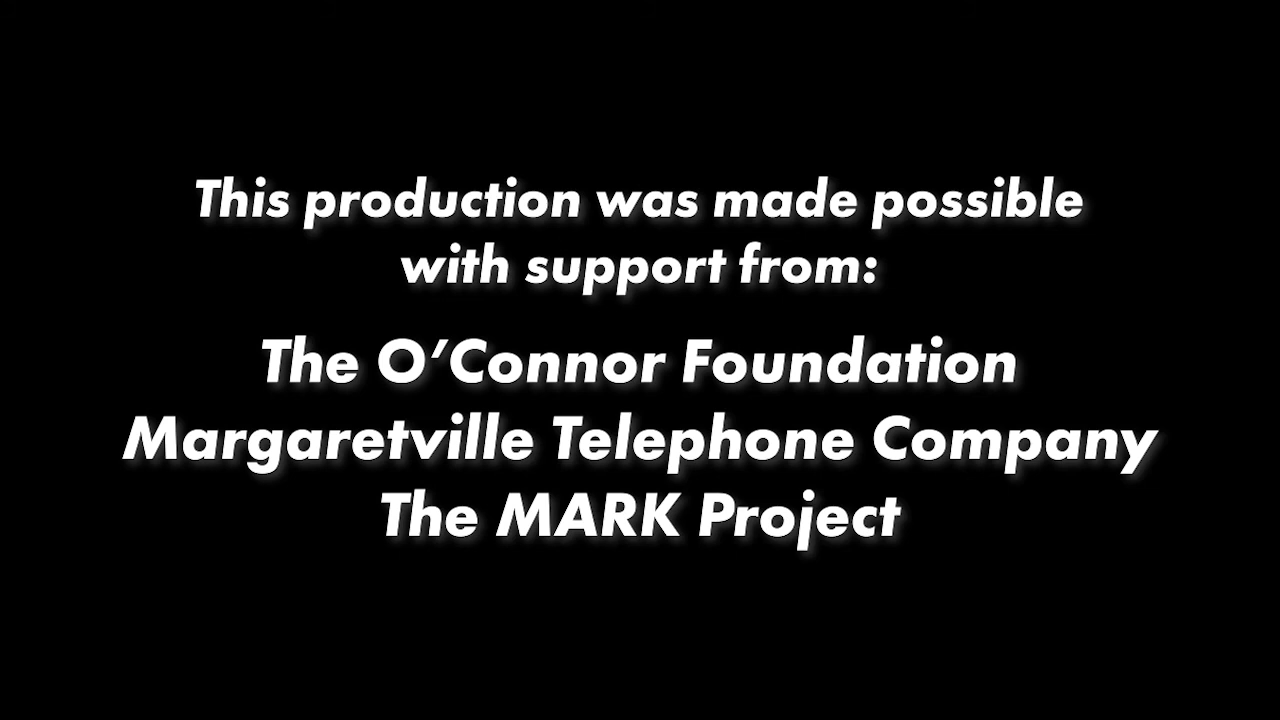 This production was made possible
with support from:
The O’Connor Foundation
Margaretville Telephone Company
The MARK Project